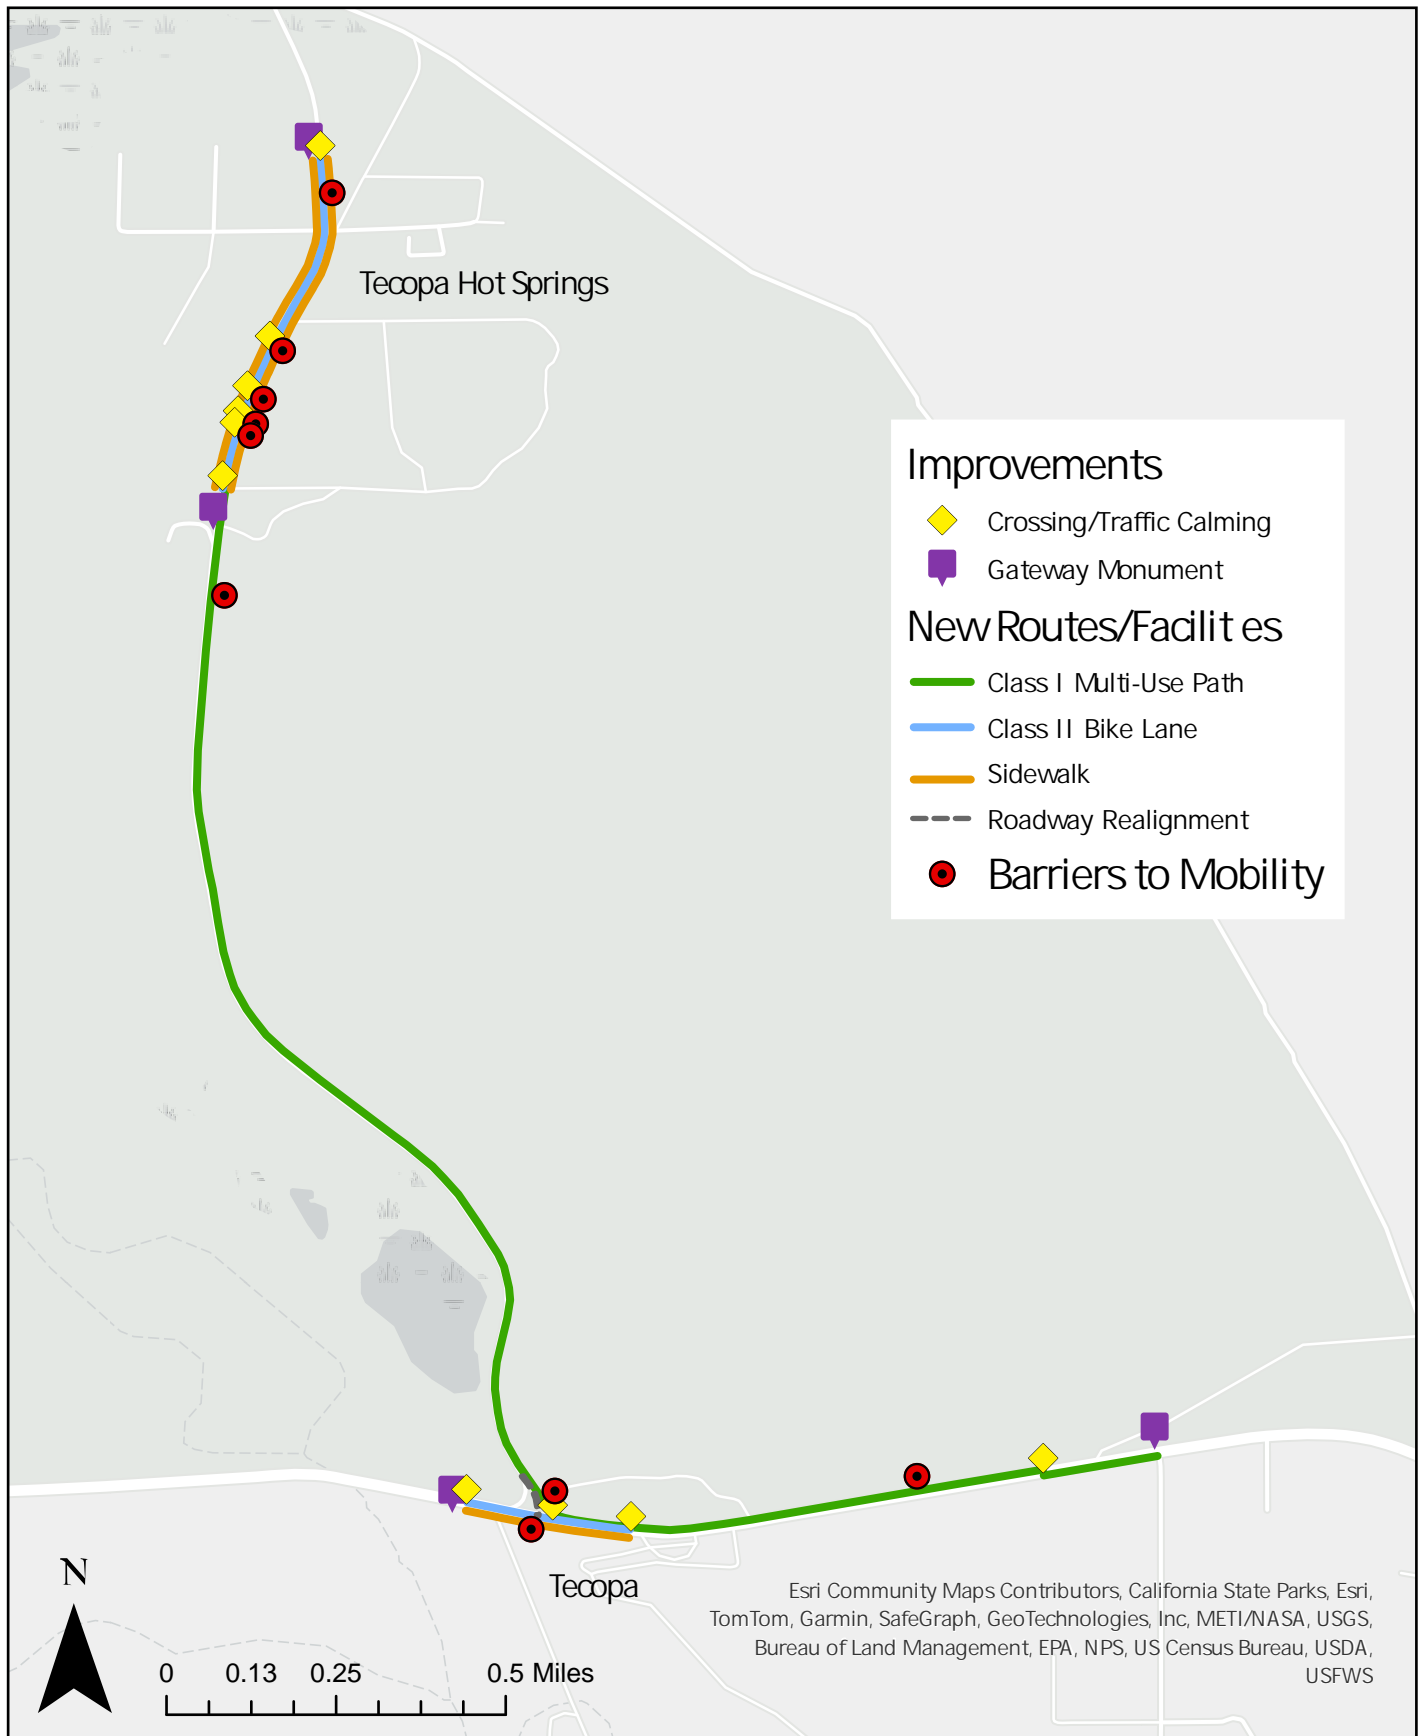 Tecopa Hot Springs
Improvements
Crossing/Traffic Calming
Gateway Monument
New Routes/Facilit es
Class I Multi-Use Path
Class II Bike Lane
Sidewalk
Roadway Realignment
Barriers to Mobility
Tecopa
N
0 0.13 0.25 0.5 Miles
Esri Community Maps Contributors, California State Parks, Esri,
TomTom, Garmin, SafeGraph, GeoTechnologies, Inc, METI/NASA, USGS,
Bureau of Land Management, EPA, NPS, US Census Bureau, USDA,
USFWS